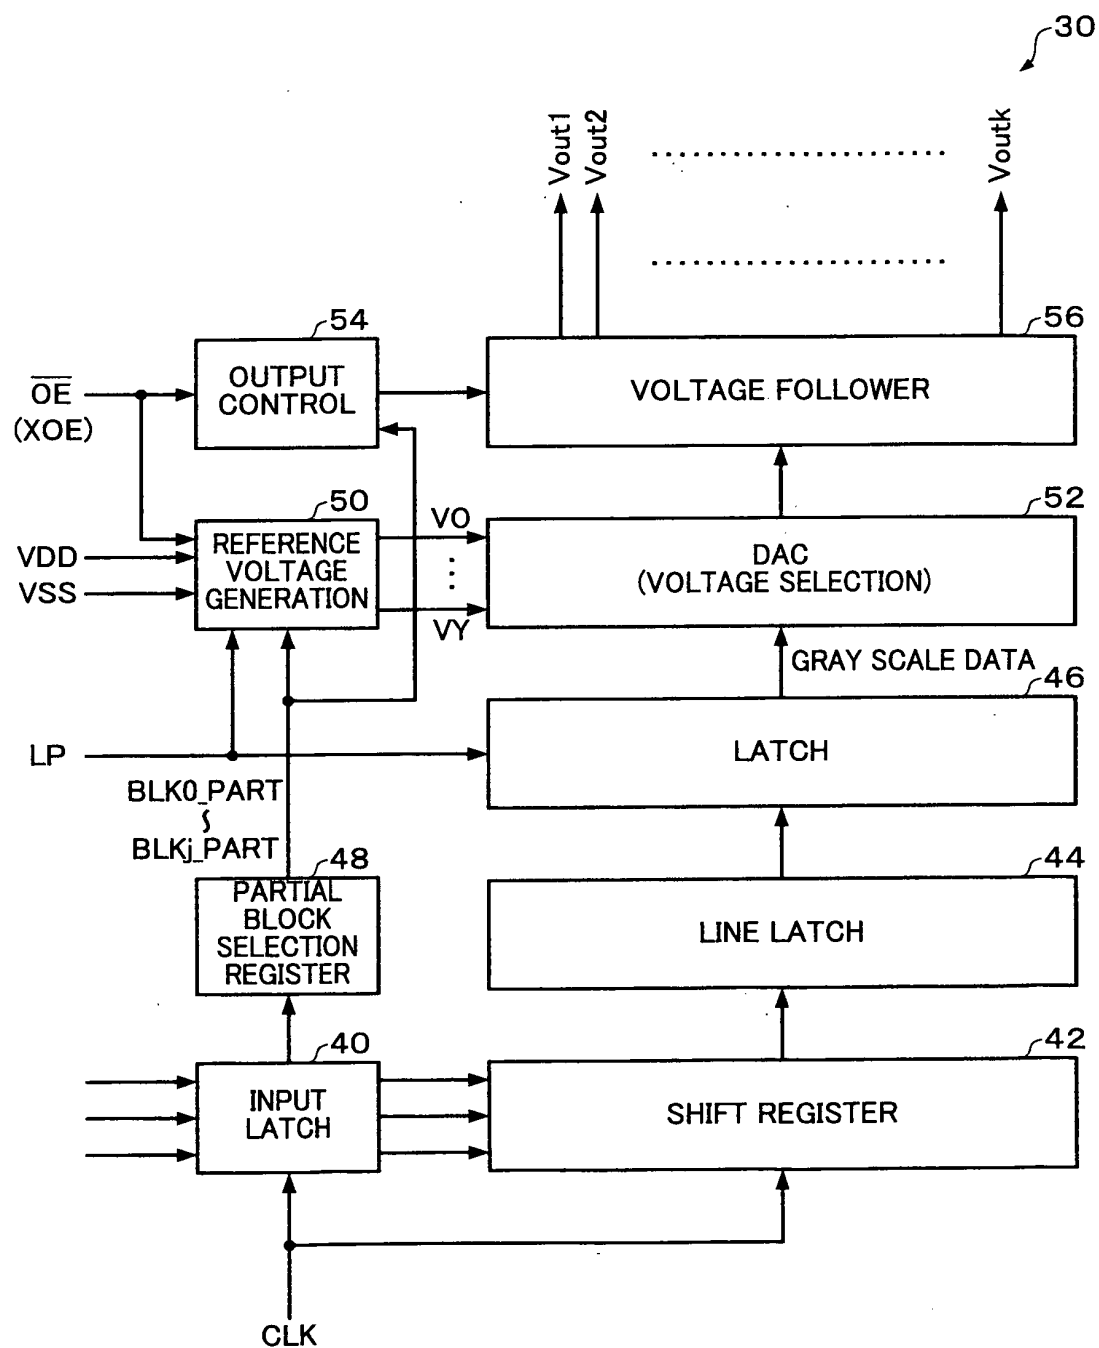 30
Vout1
Vout2
Voutk
54
56
OE
(XOE)
OUTPUT
CONTROL
VOLTAGE FOLLOWER
50
52
VDD
VSS
REFERENCE
VOLTAGE
GENERATION
V0
VY
DAC
(VOLTAGE SELECTION)
GRAY SCALE DATA
46
LP
LATCH
BLK0_PART
BLKj_PART
48
44
PARTIAL
BLOCK
SELECTION
REGISTER
LINE LATCH
40
42
INPUT
LATCH
SHIFT REGISTER
CLK